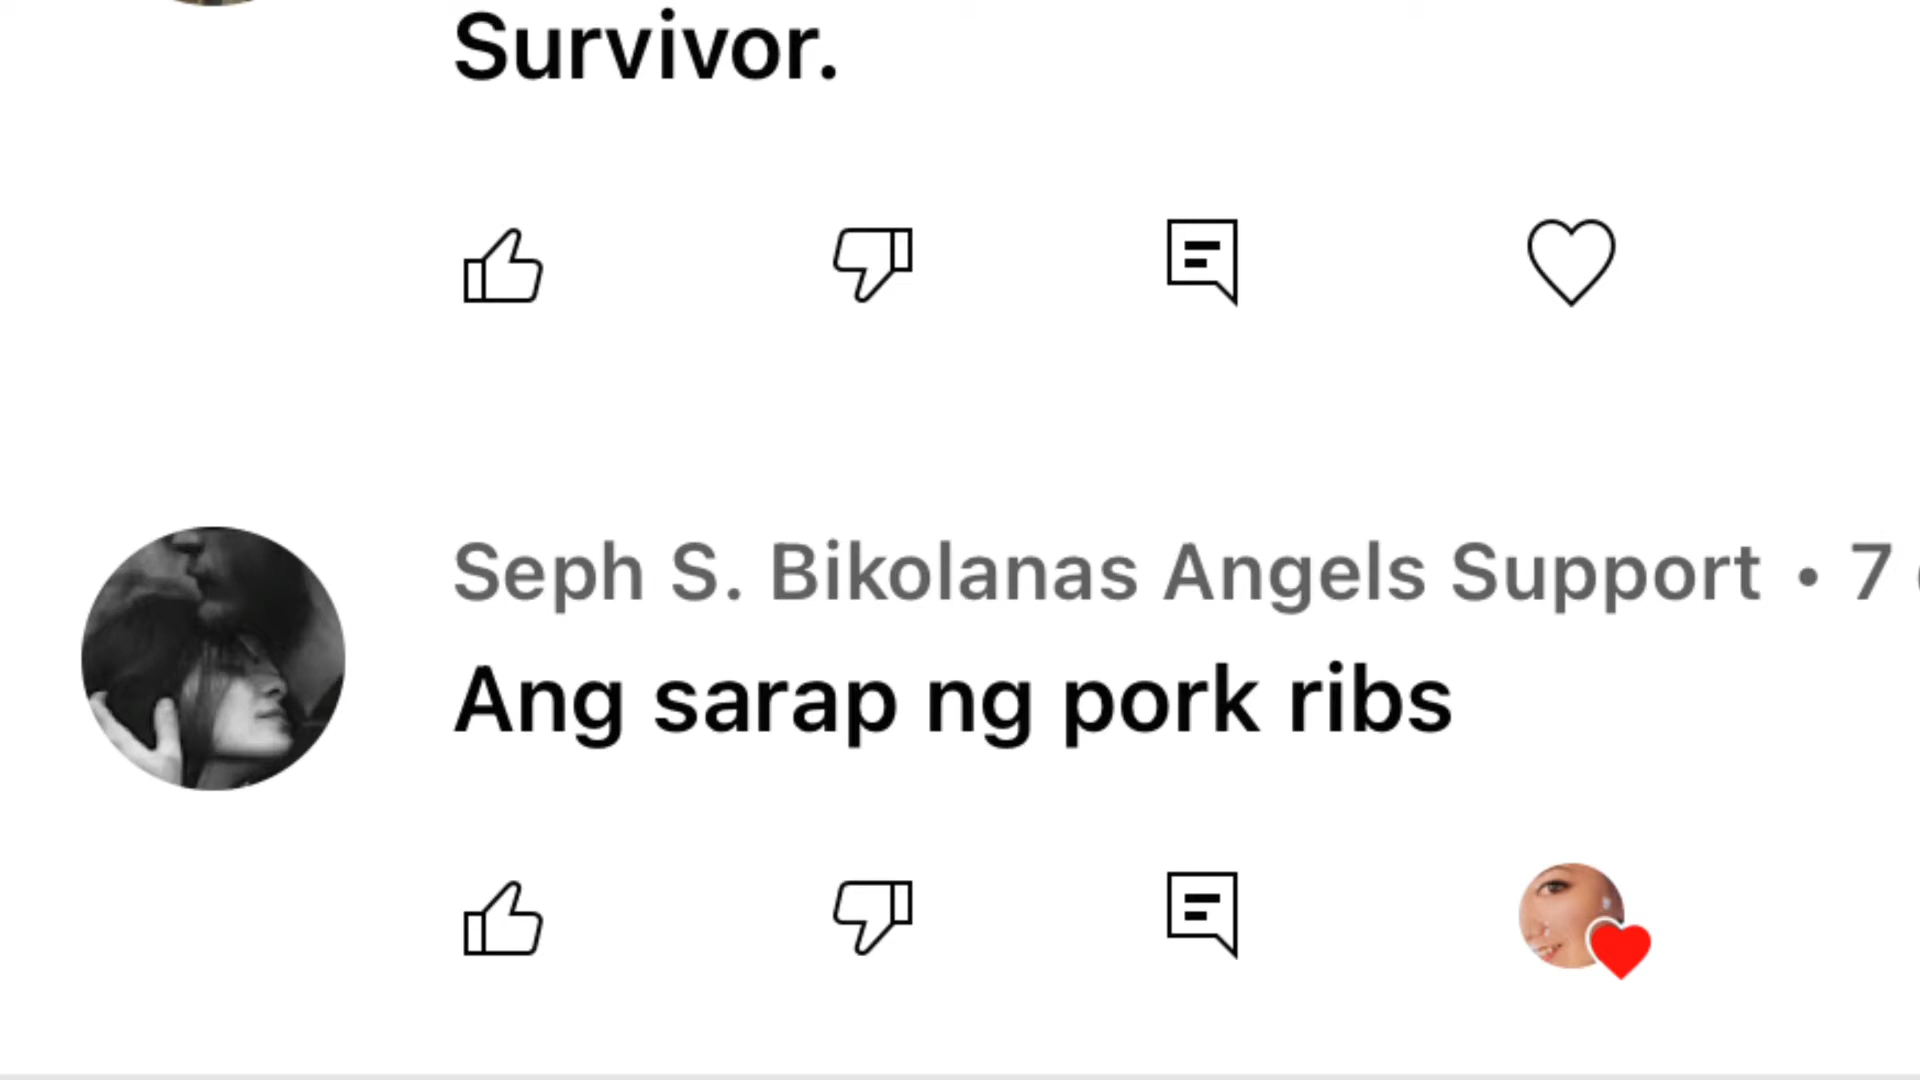 Survivor.
Seph S. Bikolanas Angels Support • 7
Ang sarap ng pork ribs